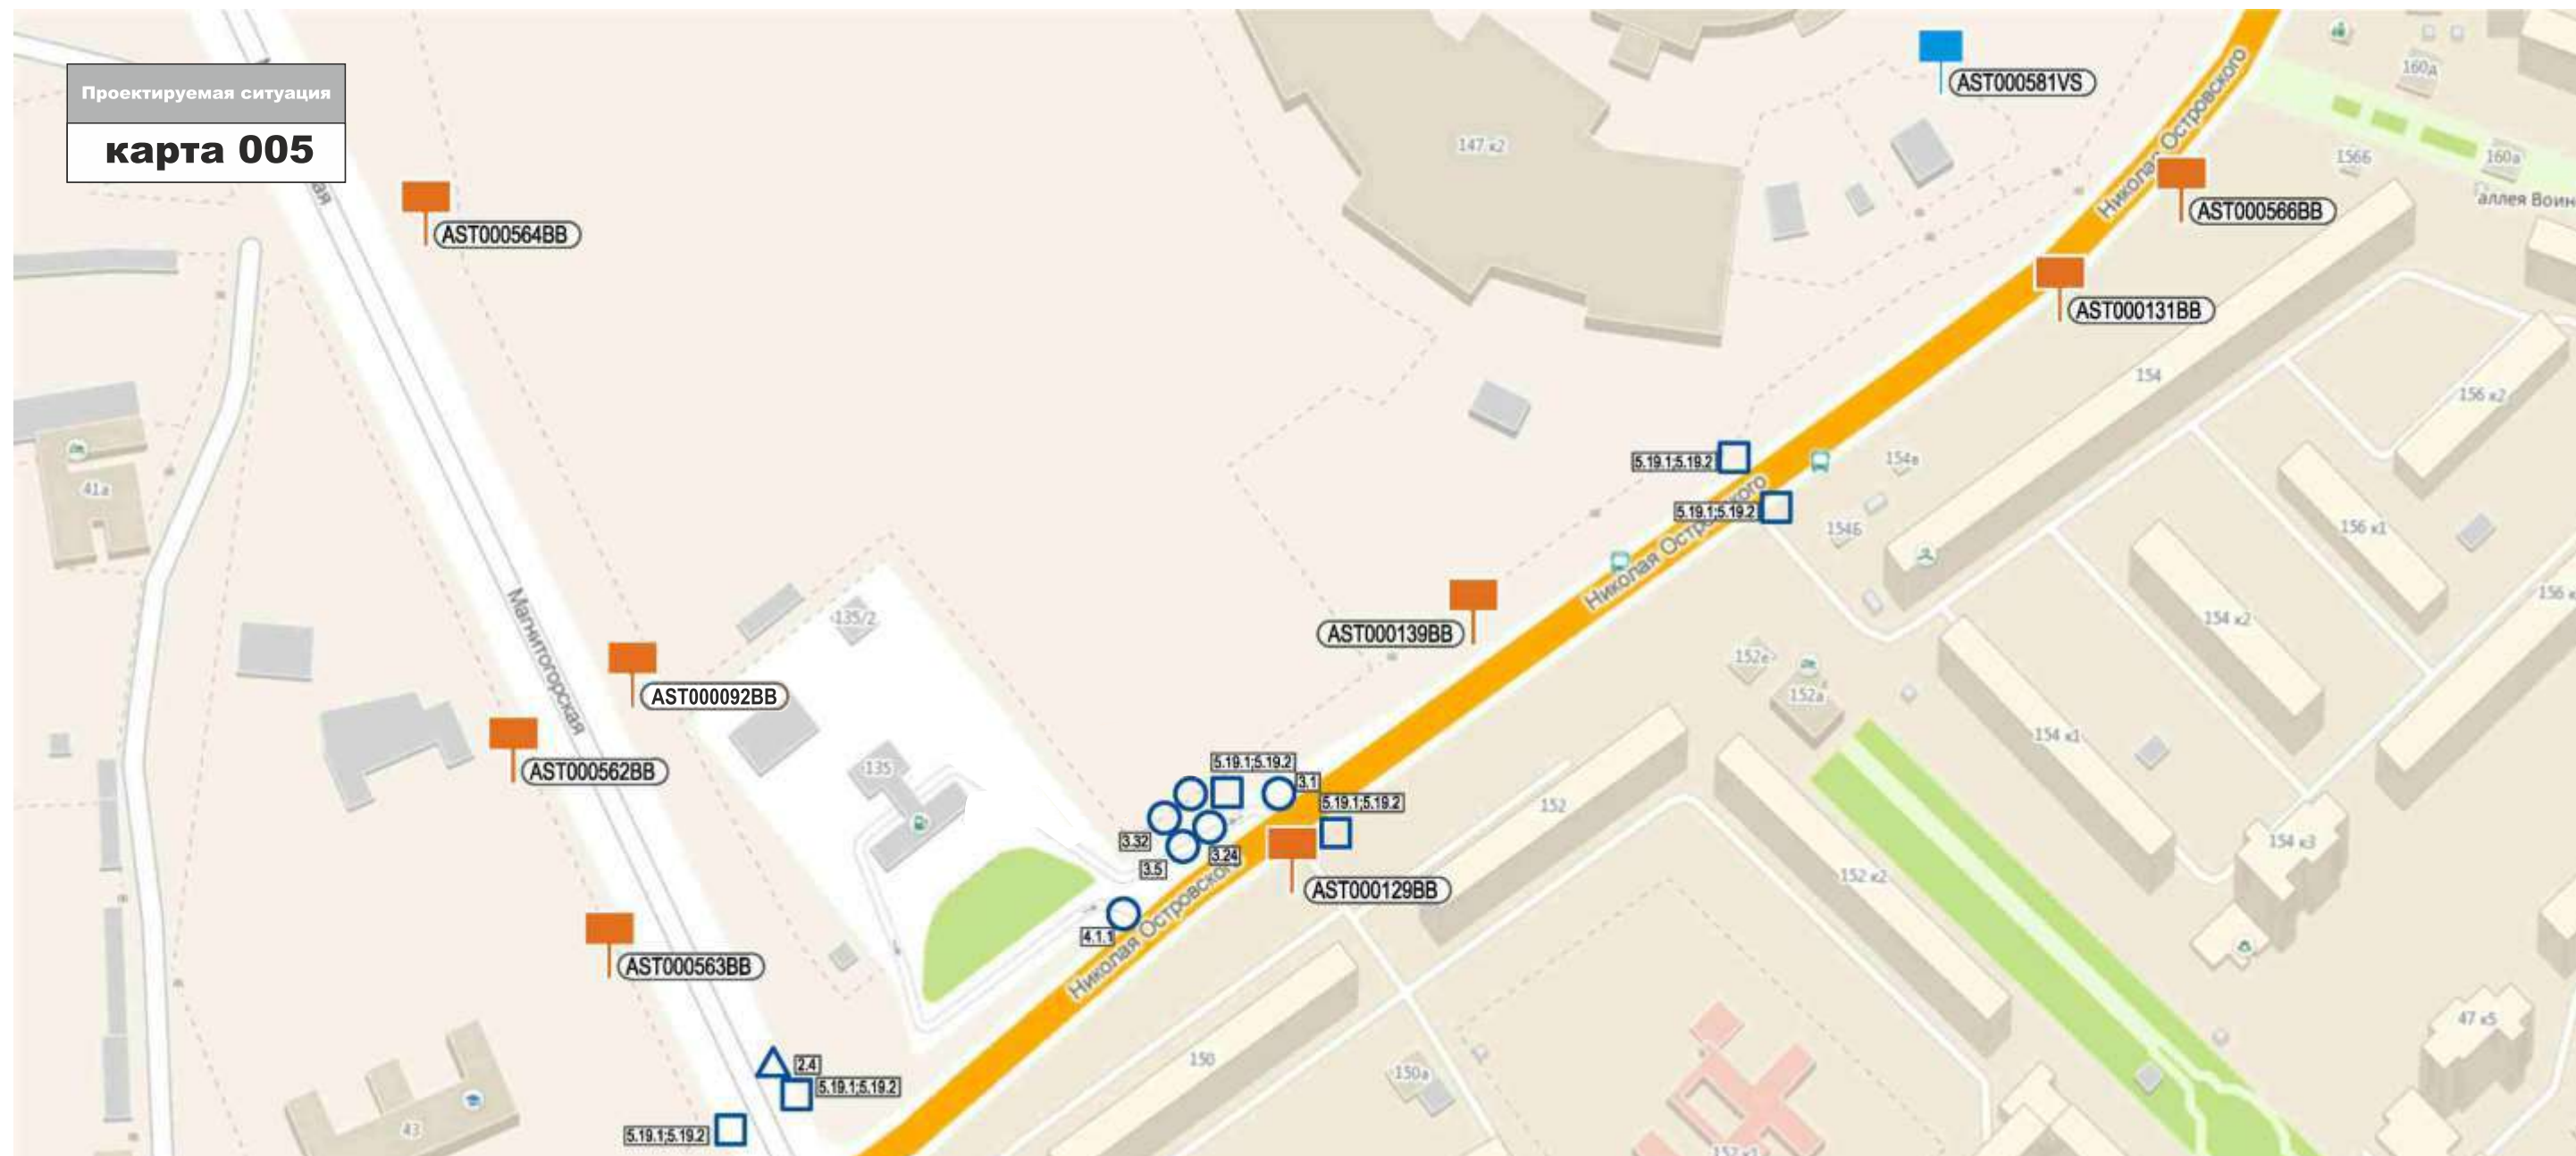 Проектируемая ситуация
карта 005
AST000581VS
160д
147 к2
156Б
160а
AST000566BB
AST000564BB
Николая Островского
AST000131BB
154
156 к2
5.19.1;5.19.2
154в
41а
5.19.1;5.19.2
154Б
156 к1
Николая Островского
AST000139BB
135/2
154 к2
Магнитогорская
152е
152а
AST000092BB
154 к1
AST000562BB
135
5.19.1;5.19.2
3.1
5.19.1;5.19.2
152
3.32
3.24
3.5
154 к3
152 к2
AST000129BB
4.1.1
Николая Островского
AST000563BB
47 к5
150
150а
2.4
5.19.1;5.19.2
43
5.19.1;5.19.2